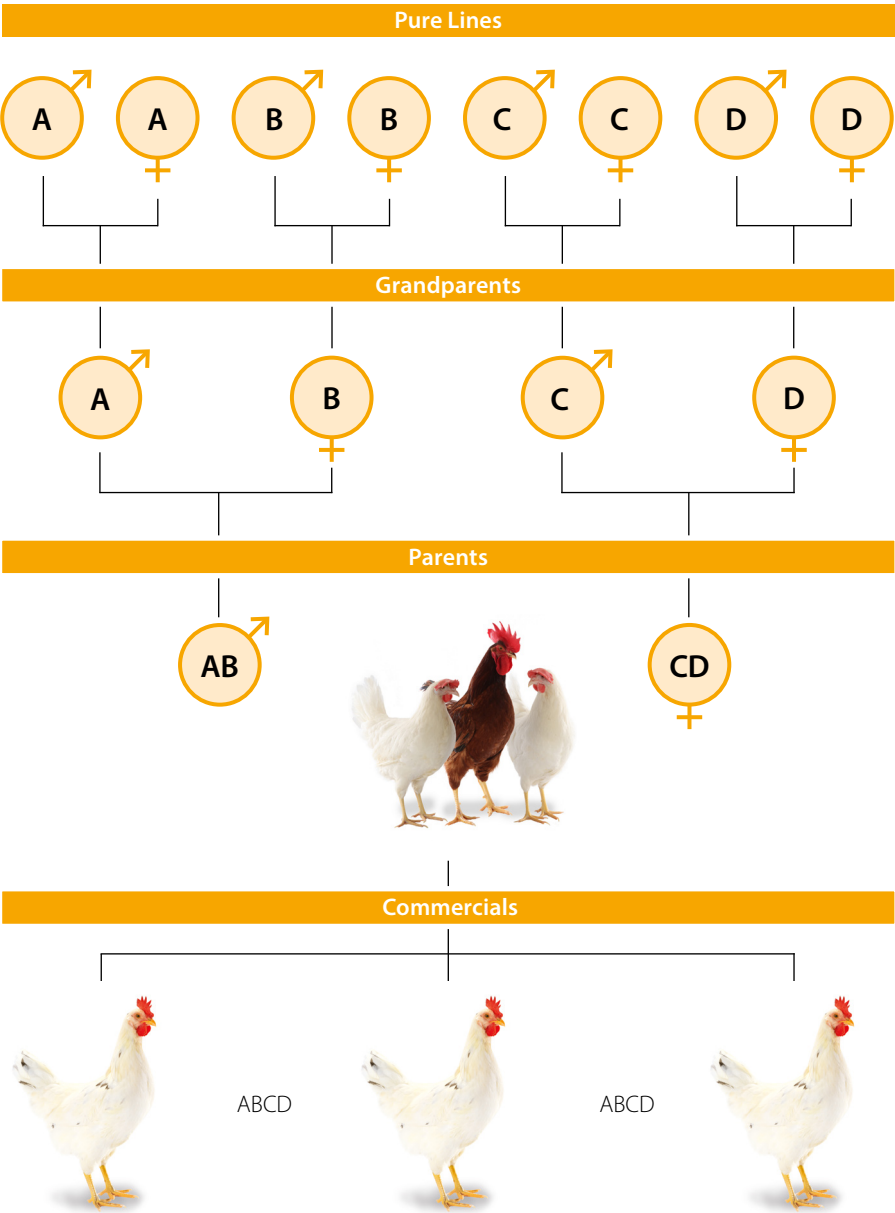 Pure Lines
A A B B C C D D
Grandparents
A B C D
Parents
AB CD
Commercials
ABCD ABCD